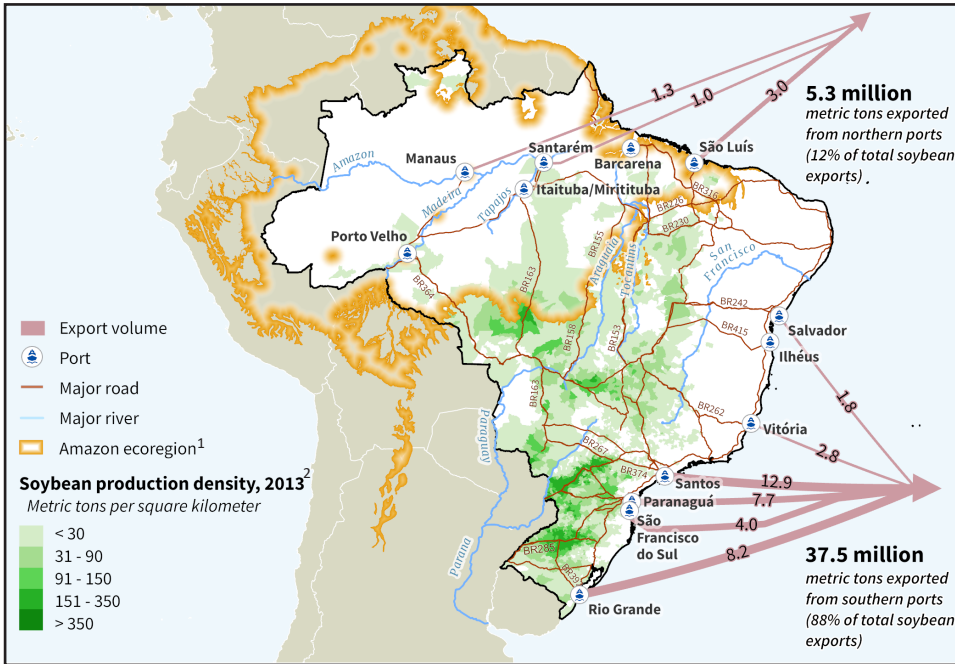 1.3
1.0
3.0
5.3 million
metric tons exported
from northern ports
(12% of total soybean
exports) .
Manaus
Santarém
Barcarena
São Luís
Itaituba/Miritituba
Porto Velho
Amazon
Madeira
Tapajos
Araguaia
Tocantins
San
Francisco
BR316
BR226
BR230
BR155
BR163
BR364
BR158
BR153
BR242
BR415
BR163
BR262
BR267
BR374
BR285
BR39
Paraguay
Parana
Salvador
Ilhéus
Vitória
Santos
Paranaguá
São
Francisco
do Sul
Rio Grande
1.8
2.8
12.9
7.7
4.0
8.2
37.5 million
metric tons exported
from southern ports
(88% of total soybean
exports)
Export volume
Port
Major road
Major river
Amazon ecoregion1
Soybean production density, 20132
Metric tons per square kilometer
< 30
31 - 90
91 - 150
151 - 350
> 350